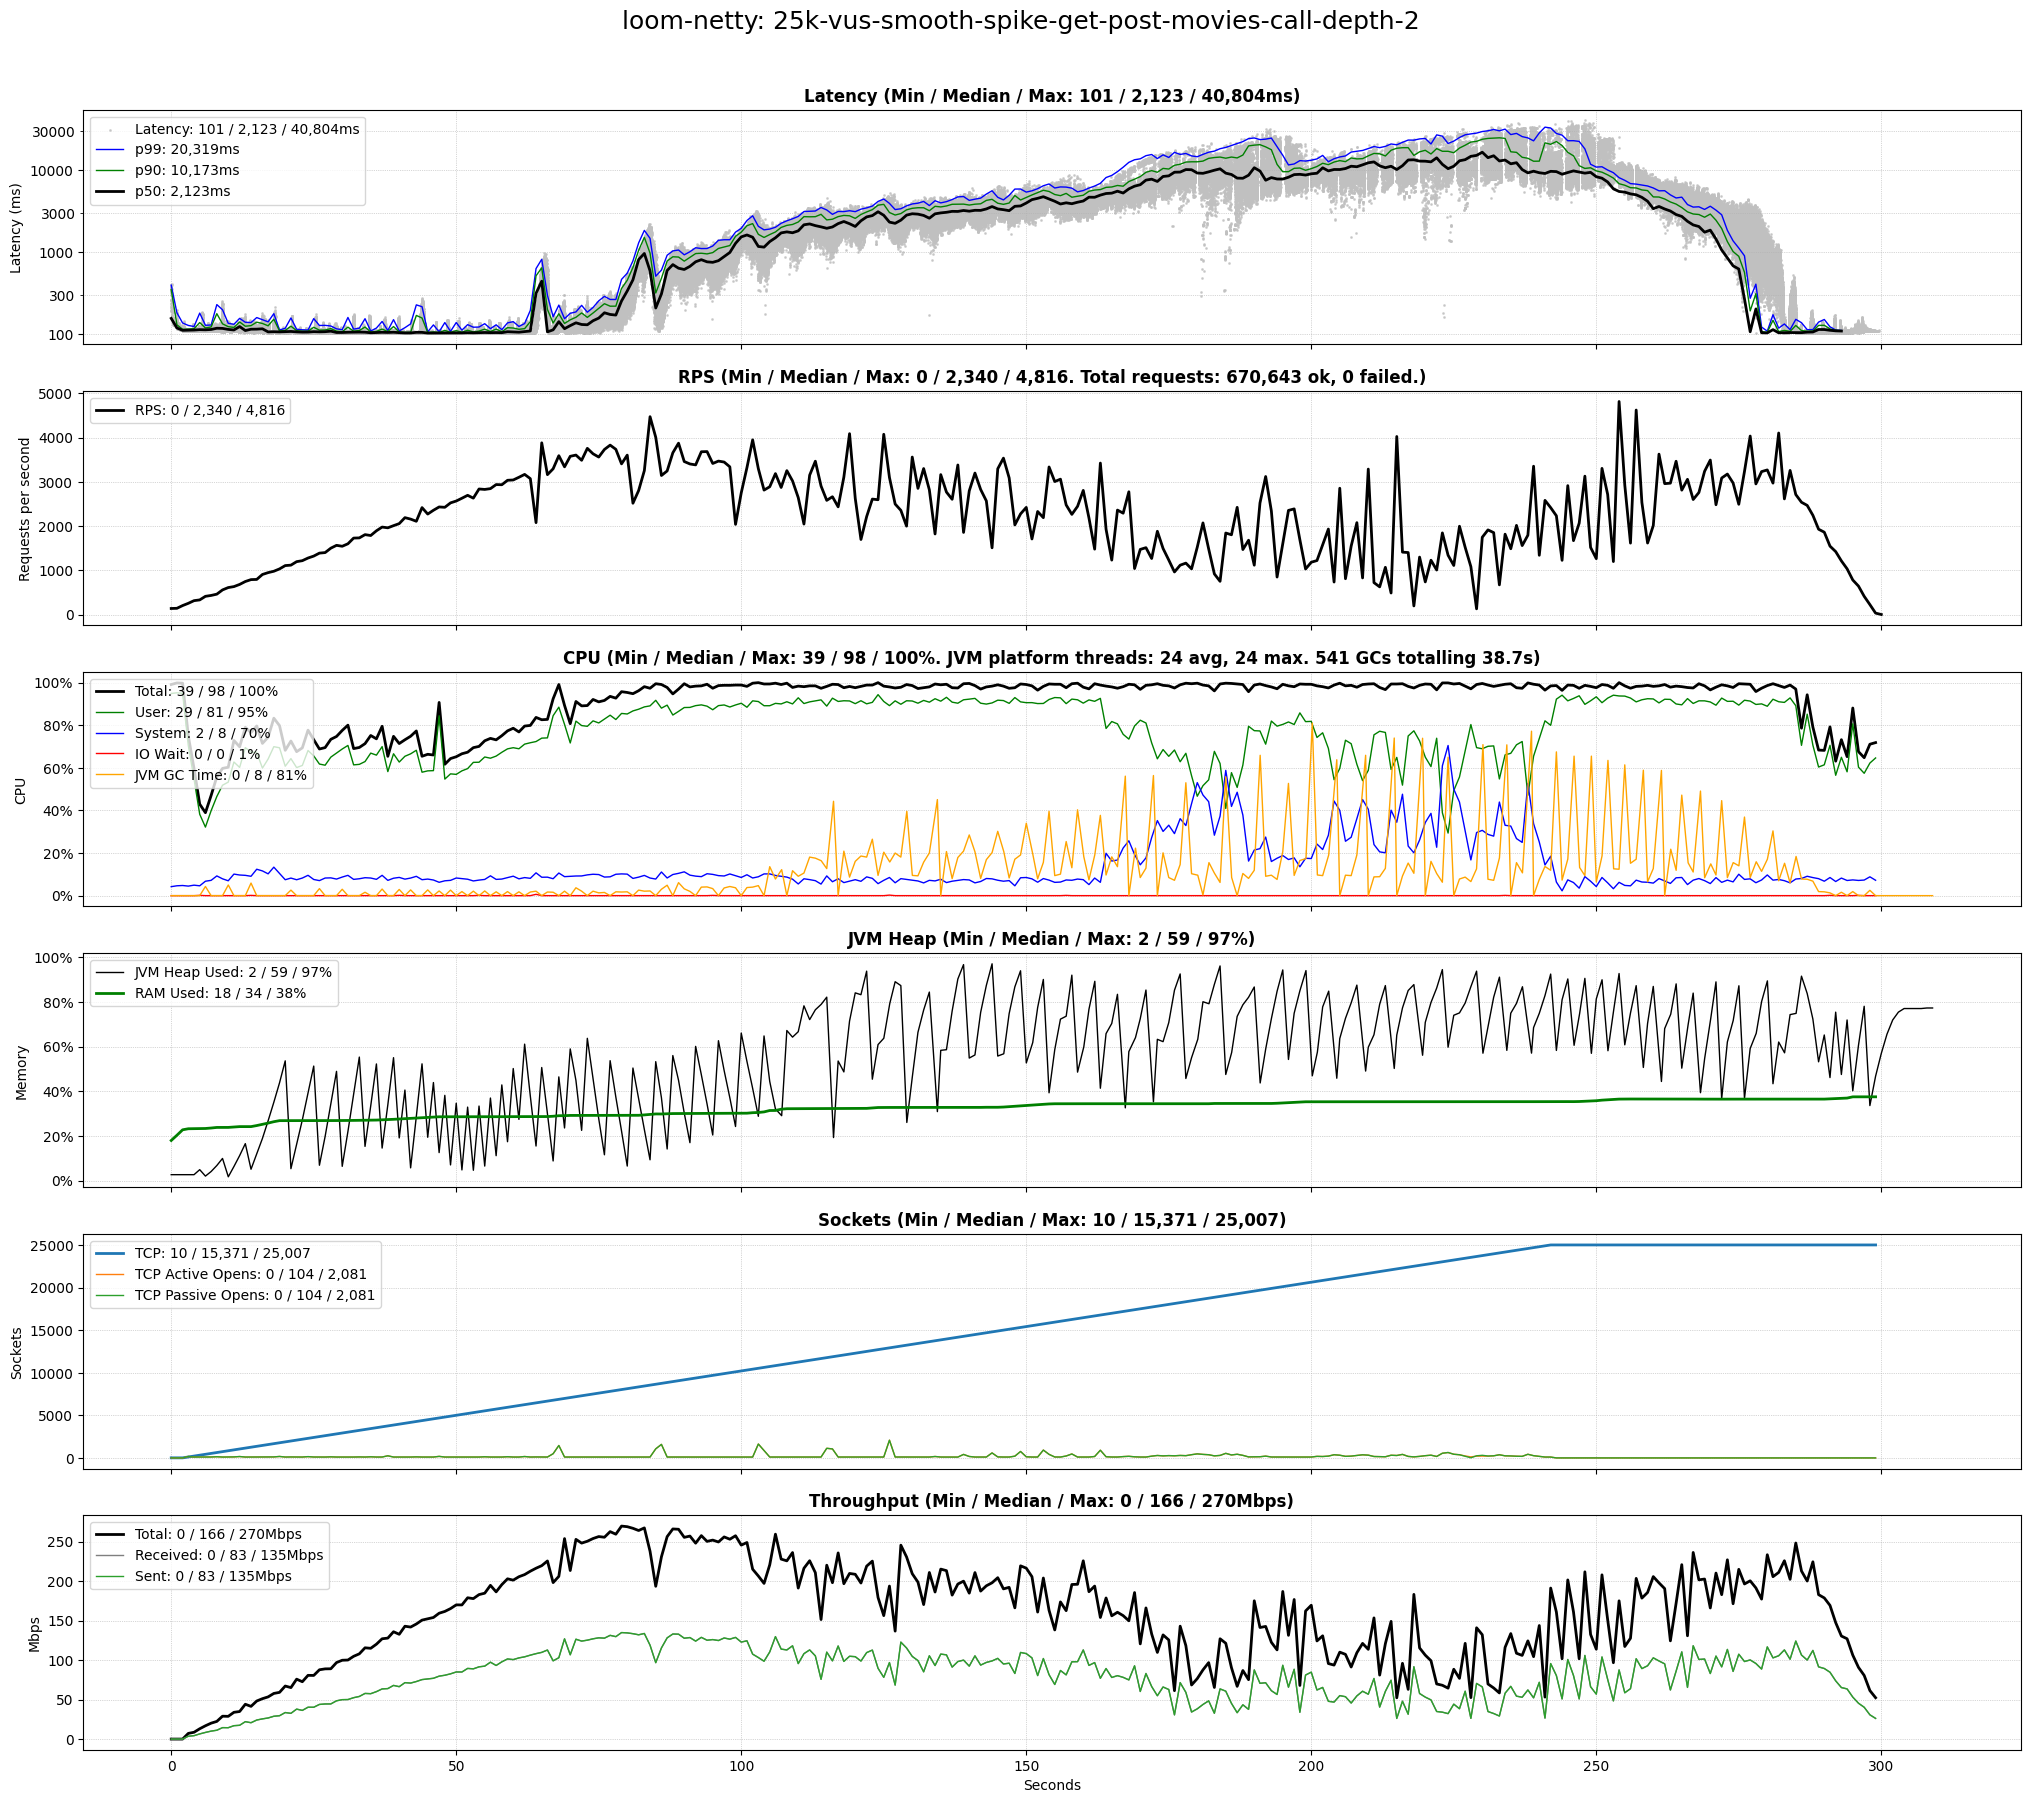 loom-netty: 25k-vus-smooth-spike-get-post-movies-call-depth-2
Latency (Min / Median / Max: 101 / 2,123 / 40,804ms)
Latency (ms)
30000
10000
3000
1000
300
100
Latency: 101 / 2,123 / 40,804ms
p99: 20,319ms
p90: 10,173ms
p50: 2,123ms
RPS (Min / Median / Max: 0 / 2,340 / 4,816. Total requests: 670,643 ok, 0 failed.)
Requests per second
5000
4000
3000
2000
1000
0
RPS: 0 / 2,340 / 4,816
CPU (Min / Median / Max: 39 / 98 / 100%. JVM platform threads: 24 avg, 24 max. 541 GCs totalling 38.7s)
CPU
100%
80%
60%
40%
20%
0%
Total: 39 / 98 / 100%
User: 29 / 81 / 95%
System: 2 / 8 / 70%
IO Wait: 0 / 0 / 1%
JVM GC Time: 0 / 8 / 81%
JVM Heap (Min / Median / Max: 2 / 59 / 97%)
Memory
100%
80%
60%
40%
20%
0%
JVM Heap Used: 2 / 59 / 97%
RAM Used: 18 / 34 / 38%
Sockets (Min / Median / Max: 10 / 15,371 / 25,007)
Sockets
25000
20000
15000
10000
5000
0
TCP: 10 / 15,371 / 25,007
TCP Active Opens: 0 / 104 / 2,081
TCP Passive Opens: 0 / 104 / 2,081
Throughput (Min / Median / Max: 0 / 166 / 270Mbps)
Mbps
250
200
150
100
50
0
Total: 0 / 166 / 270Mbps
Received: 0 / 83 / 135Mbps
Sent: 0 / 83 / 135Mbps
0 50 100 150 200 250 300
Seconds